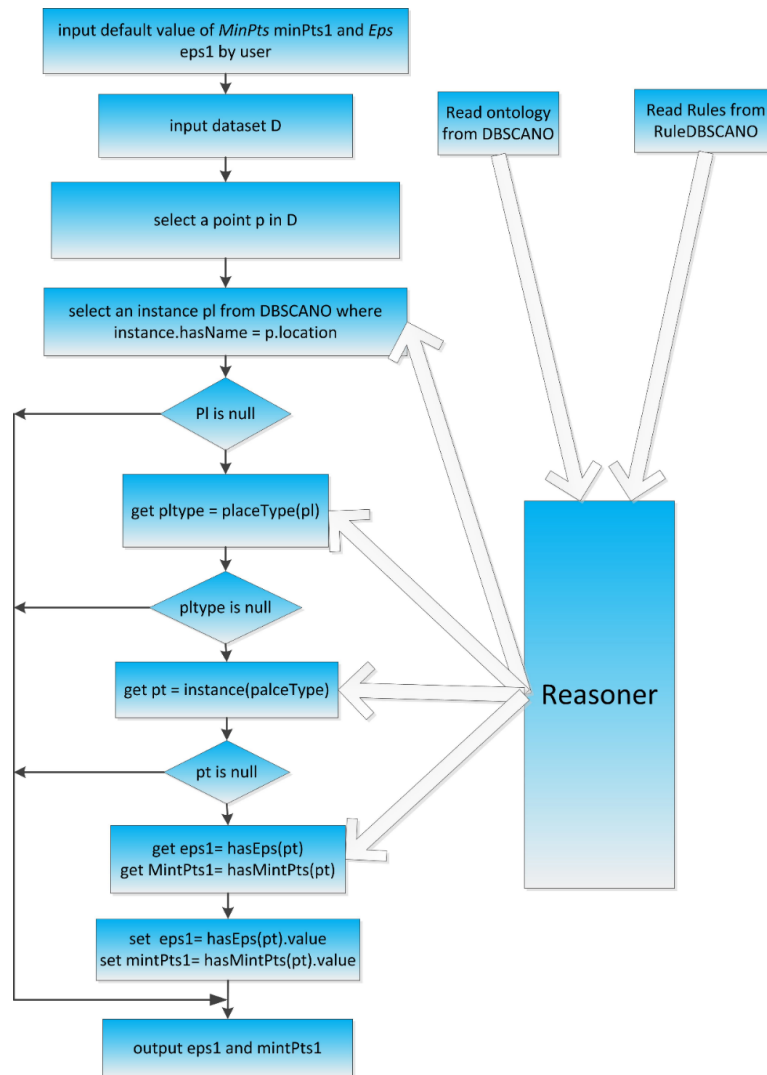 input default value of MinPts minPts1 and Eps
eps1 by user
input dataset D
select a point p in D
select an instance pl from DBSCANO where
instance.hasName = p.location
Pl is null
get pltype = placeType(pl)
pltype is null
get pt = instance(palceType)
pt is null
get eps1= hasEps(pt)
get MintPts1= hasMintPts(pt)
set eps1= hasEps(pt).value
set mintPts1= hasMintPts(pt).value
output eps1 and mintPts1
Read ontology
from DBSCANO
Read Rules from
RuleDBSCANO
Reasoner